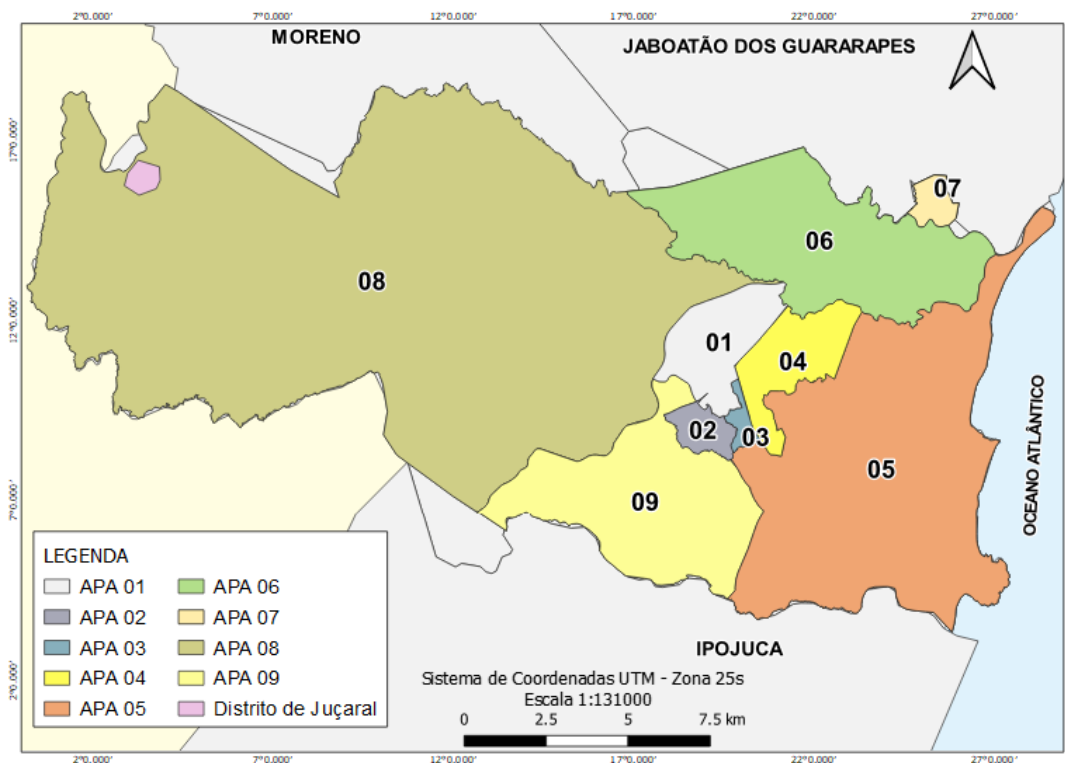 2°0.000' 7°0.000' 12°0.000' 17°0.000' 22°0.000' 27°0.000'
MORENO
JABOATÃO DOS GUARARAPES
17°0.000'
07
06
08
12°0.000'
01
04
02
03
05
OCEANO ATLÂNTICO
09
7°0.000'
LEGENDA
APA 01 APA 06
APA 02 APA 07
APA 03 APA 08
APA 04 APA 09
APA 05 Distrito de Juçaral
2°0.000'
IPOJUCA
Sistema de Coordenadas UTM - Zona 25s
Escala 1:131000
0 2.5 5 7.5 km
2°0.000' 7°0.000' 12°0.000' 17°0.000' 22°0.000' 27°0.000'